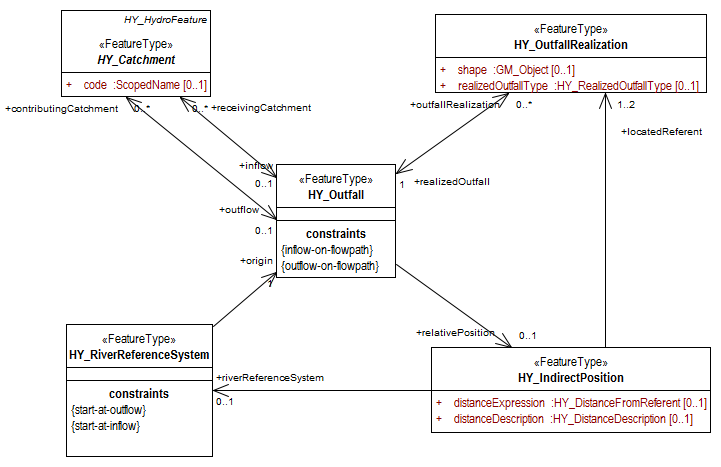 HY_HydroFeature
«FeatureType»
HY_Catchment
+ code :ScopedName [0..1]
«FeatureType»
HY_OutfallRealization
+ shape :GM_Object [0..1]
+ realizedOutfallType :HY_RealizedOutfallType [0..1]
+contributingCatchment
0..*
0..*
+receivingCatchment
+outfallRealization
0..*
1..2
+locatedReferent
+inflow
0..1
1
+realizedOutfall
«FeatureType»
HY_Outfall
constraints
{inflow-on-flowpath}
{outflow-on-flowpath}
+outflow
0..1
+origin
1
+relativePosition
0..1
«FeatureType»
HY_RiverReferenceSystem
constraints
{start-at-outflow}
{start-at-inflow}
+riverReferenceSystem
0..1
«FeatureType»
HY_IndirectPosition
+ distanceExpression :HY_DistanceFromReferent [0..1]
+ distanceDescription :HY_DistanceDescription [0..1]